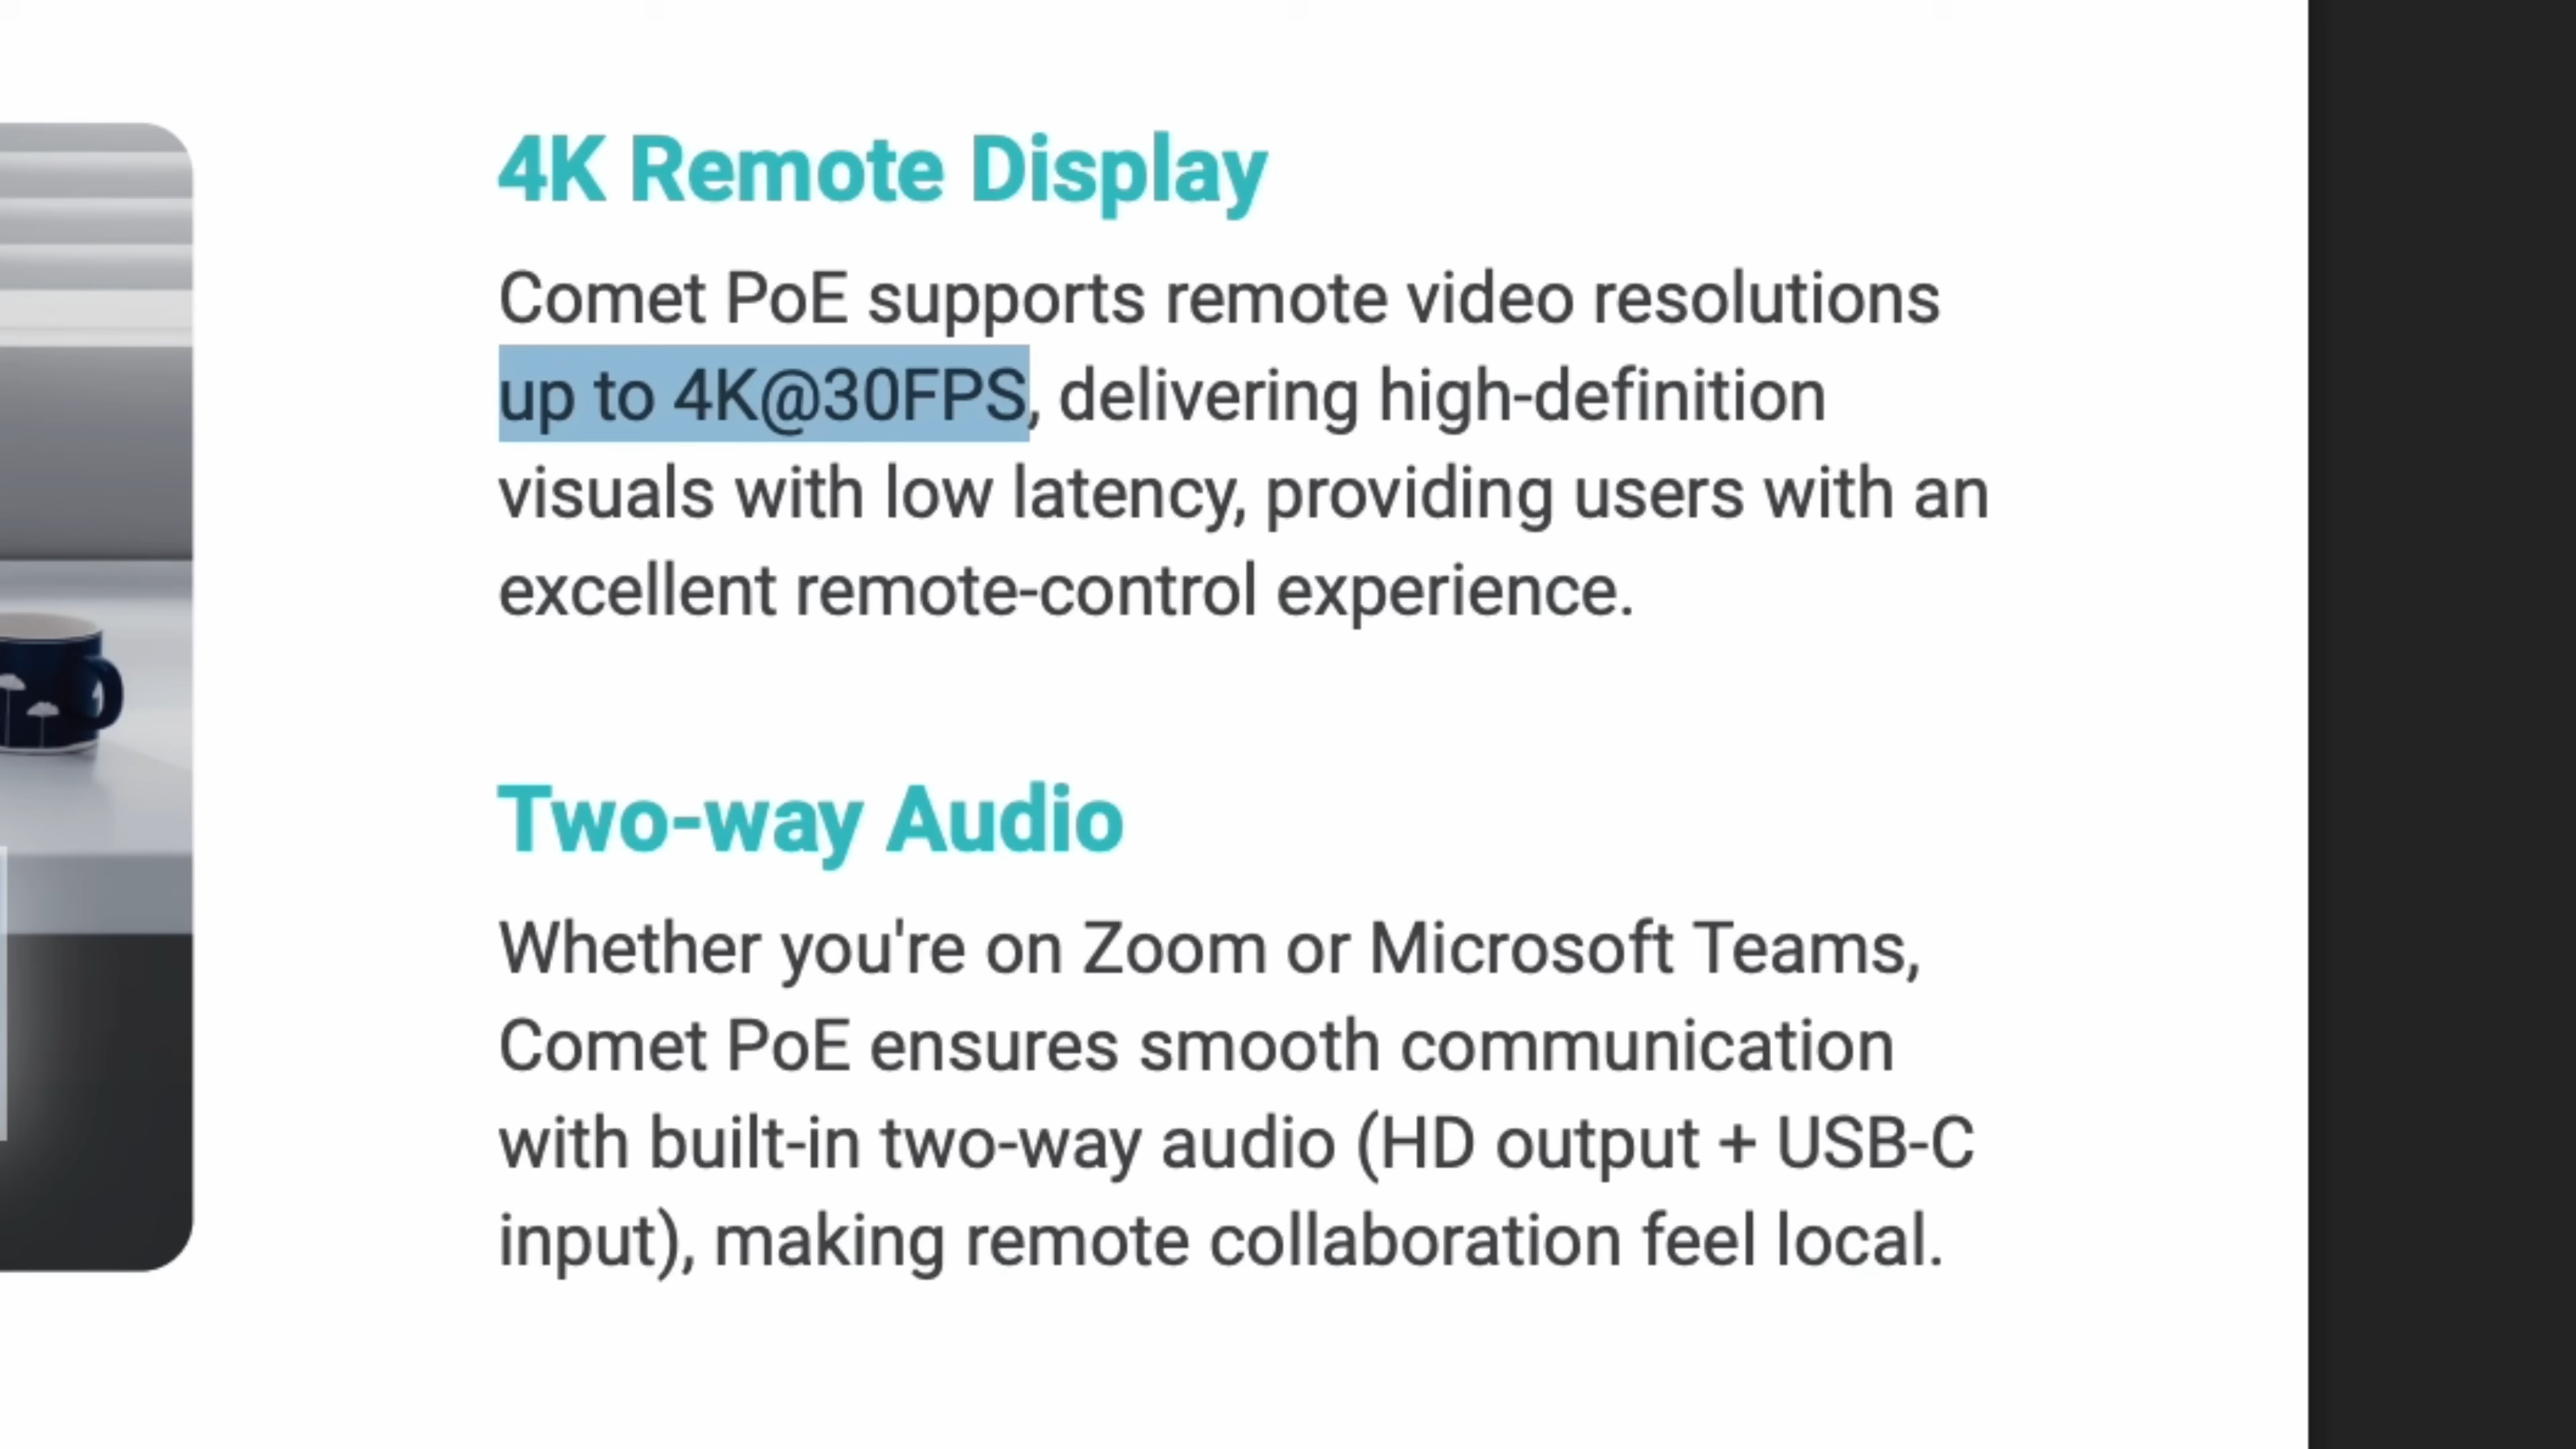 4K Remote Display
Comet PoE supports remote video resolutions
up to 4K@30FPS, delivering high-definition
visuals with low latency, providing users with an
excellent remote-control experience.
Two-way Audio
Whether you're on Zoom or Microsoft Teams,
Comet PoE ensures smooth communication
with built-in two-way audio (HD output + USB-C
input), making remote collaboration feel local.